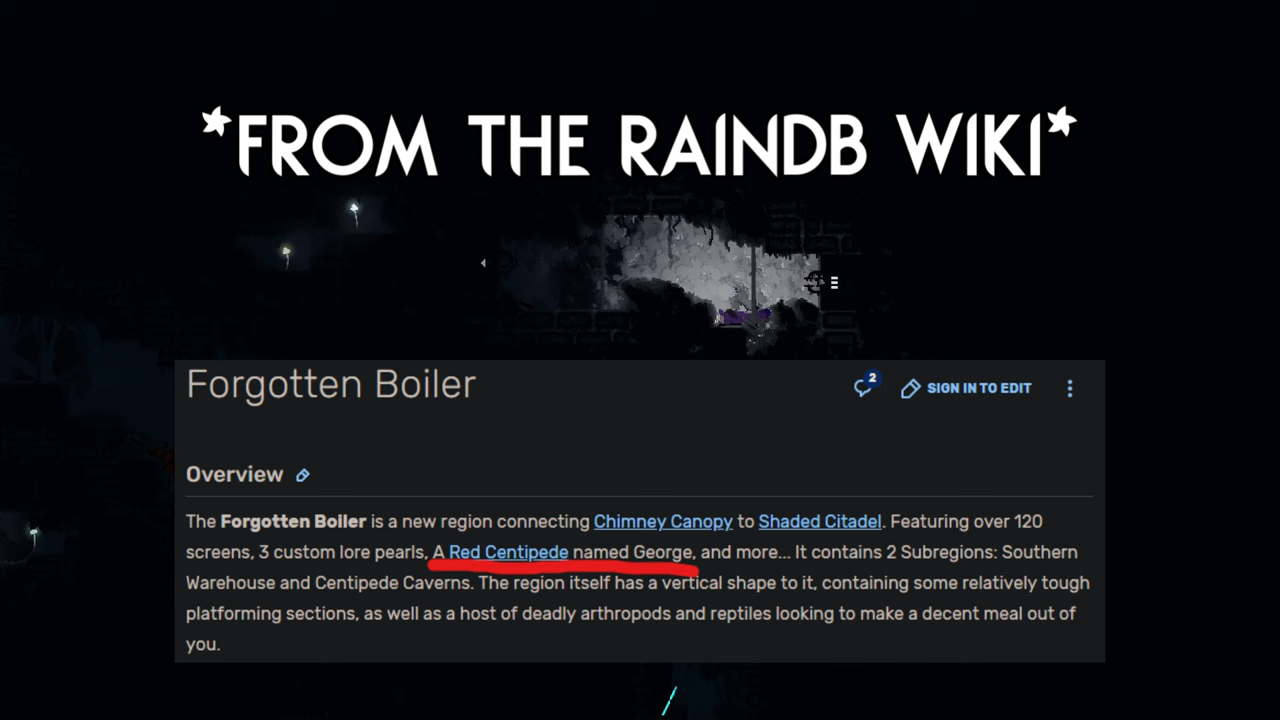 *FROM THE RAINDB WIKI*
Forgotten Boiler
2
SIGN IN TO EDIT
Overview
The Forgotten Boiler is a new region connecting Chimney Canopy to Shaded Citadel. Featuring over 120
screens, 3 custom lore pearls, A Red Centipede named George, and more... It contains 2 Subregions: Southern
Warehouse and Centipede Caverns. The region itself has a vertical shape to it, containing some relatively tough
platforming sections, as well as a host of deadly arthropods and reptiles looking to make a decent meal out of
you.